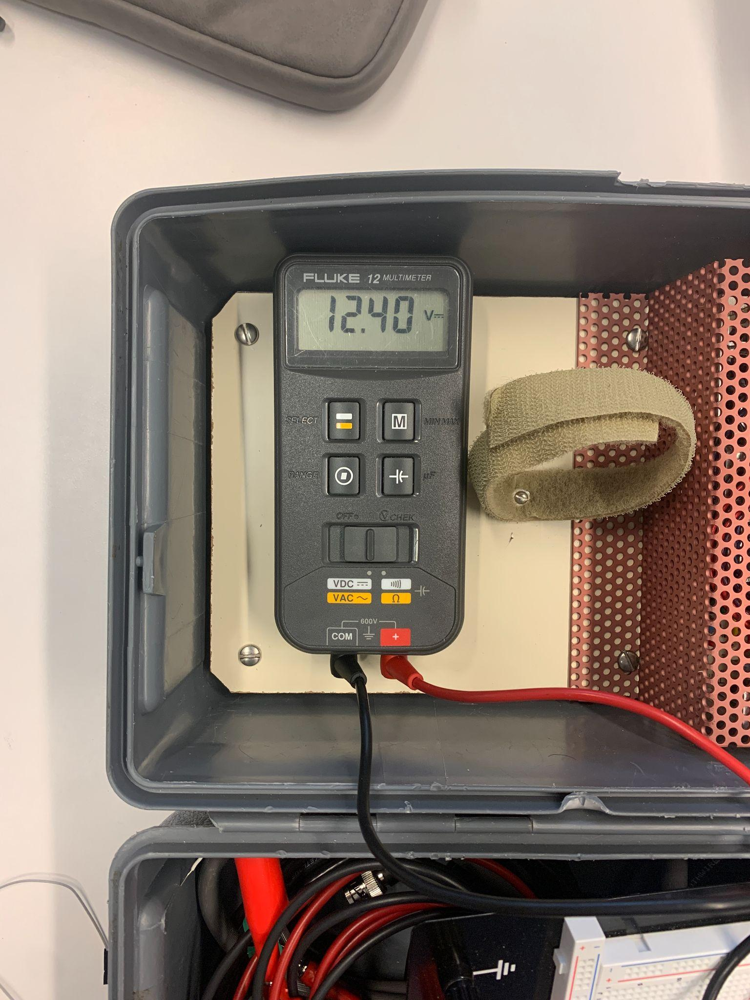 FLUKE 12 MULTIMETER
12.40 V
SELECT
M
MIN MAX
RANGE
µF
OFF
V CHEK
VDC
VAC
Ω
600V
COM
+